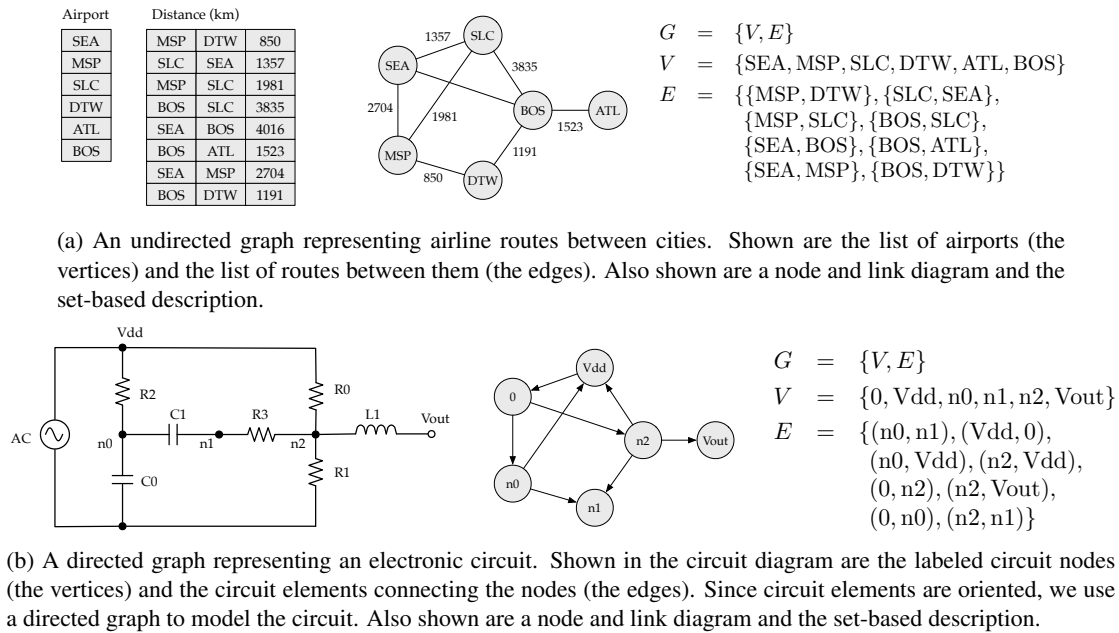 Airport
SEA
MSP
SLC
DTW
ATL
BOS
Distance (km)
MSP DTW 850
SLC SEA 1357
MSP SLC 1981
BOS SLC 3835
SEA BOS 4016
BOS ATL 1523
SEA MSP 2704
BOS DTW 1191
SLC
1357
SEA
3835
2704
1981
BOS
ATL
1523
MSP
1191
850
DTW
G = {V, E}
V = {SEA, MSP, SLC, DTW, ATL, BOS}
E = {{MSP, DTW}, {SLC, SEA},
{MSP, SLC}, {BOS, SLC},
{SEA, BOS}, {BOS, ATL},
{SEA, MSP}, {BOS, DTW}}
(a) An undirected graph representing airline routes between cities. Shown are the list of airports (the
vertices) and the list of routes between them (the edges). Also shown are a node and link diagram and the
set-based description.
Vdd
R2
R0
C1
R3
L1
Vout
AC
n0
n1
n2
C0
R1
Vdd
0
n2
Vout
n0
n1
G = {V, E}
V = {0, Vdd, n0, n1, n2, Vout}
E = {(n0, n1), (Vdd, 0),
(n0, Vdd), (n2, Vdd),
(0, n2), (n2, Vout),
(0, n0), (n2, n1)}
(b) A directed graph representing an electronic circuit. Shown in the circuit diagram are the labeled circuit nodes
(the vertices) and the circuit elements connecting the nodes (the edges). Since circuit elements are oriented, we use
a directed graph to model the circuit. Also shown are a node and link diagram and the set-based description.